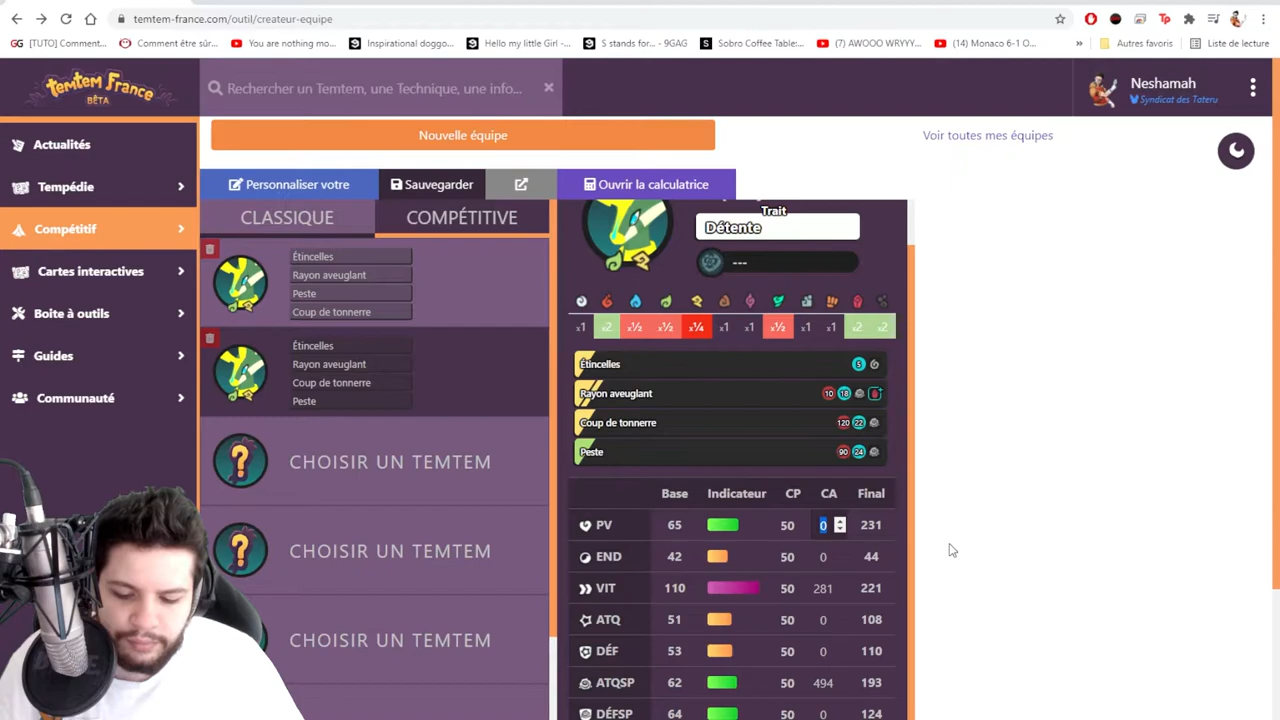 temtem-france.com/outil/createur-equipe
[TUTO] Comment...
Comment être sûr...
You are nothing mo...
Inspirational doggo...
Hello my little Girl -...
S stands for... - 9GAG
Sobro Coffee Table:...
(7) AWOOO WRYYY...
(14) Monaco 6-1 O...
»
Autres favoris
Liste de lecture
temtem France
BÊTA
Rechercher un Temtem, une Technique, une info...
Neshamah
Syndicat des Tateru
Actualités
Tempédie
Compétitif
Cartes interactives
Boite à outils
Guides
Communauté
Nouvelle équipe
Voir toutes mes équipes
Personnaliser votre
Sauvegarder
Ouvrir la calculatrice
CLASSIQUE
COMPÉTITIVE
Étincelles
Rayon aveuglant
Peste
Coup de tonnerre
Étincelles
Rayon aveuglant
Coup de tonnerre
Peste
CHOISIR UN TEMTEM
CHOISIR UN TEMTEM
CHOISIR UN TEMTEM
Trait
Détente
---
x1 x2 x½ x½ x¼ x1 x1 x½ x1 x1 x2 x2
Étincelles 5
Rayon aveuglant 10 18
Coup de tonnerre 120 22
Peste 90 24
Base Indicateur CP CA Final
PV 65 50 0 231
END 42 50 0 44
VIT 110 50 281 221
ATQ 51 50 0 108
DÉF 53 50 0 110
ATQSP 62 50 494 193
DÉFSP 64 50 0 124